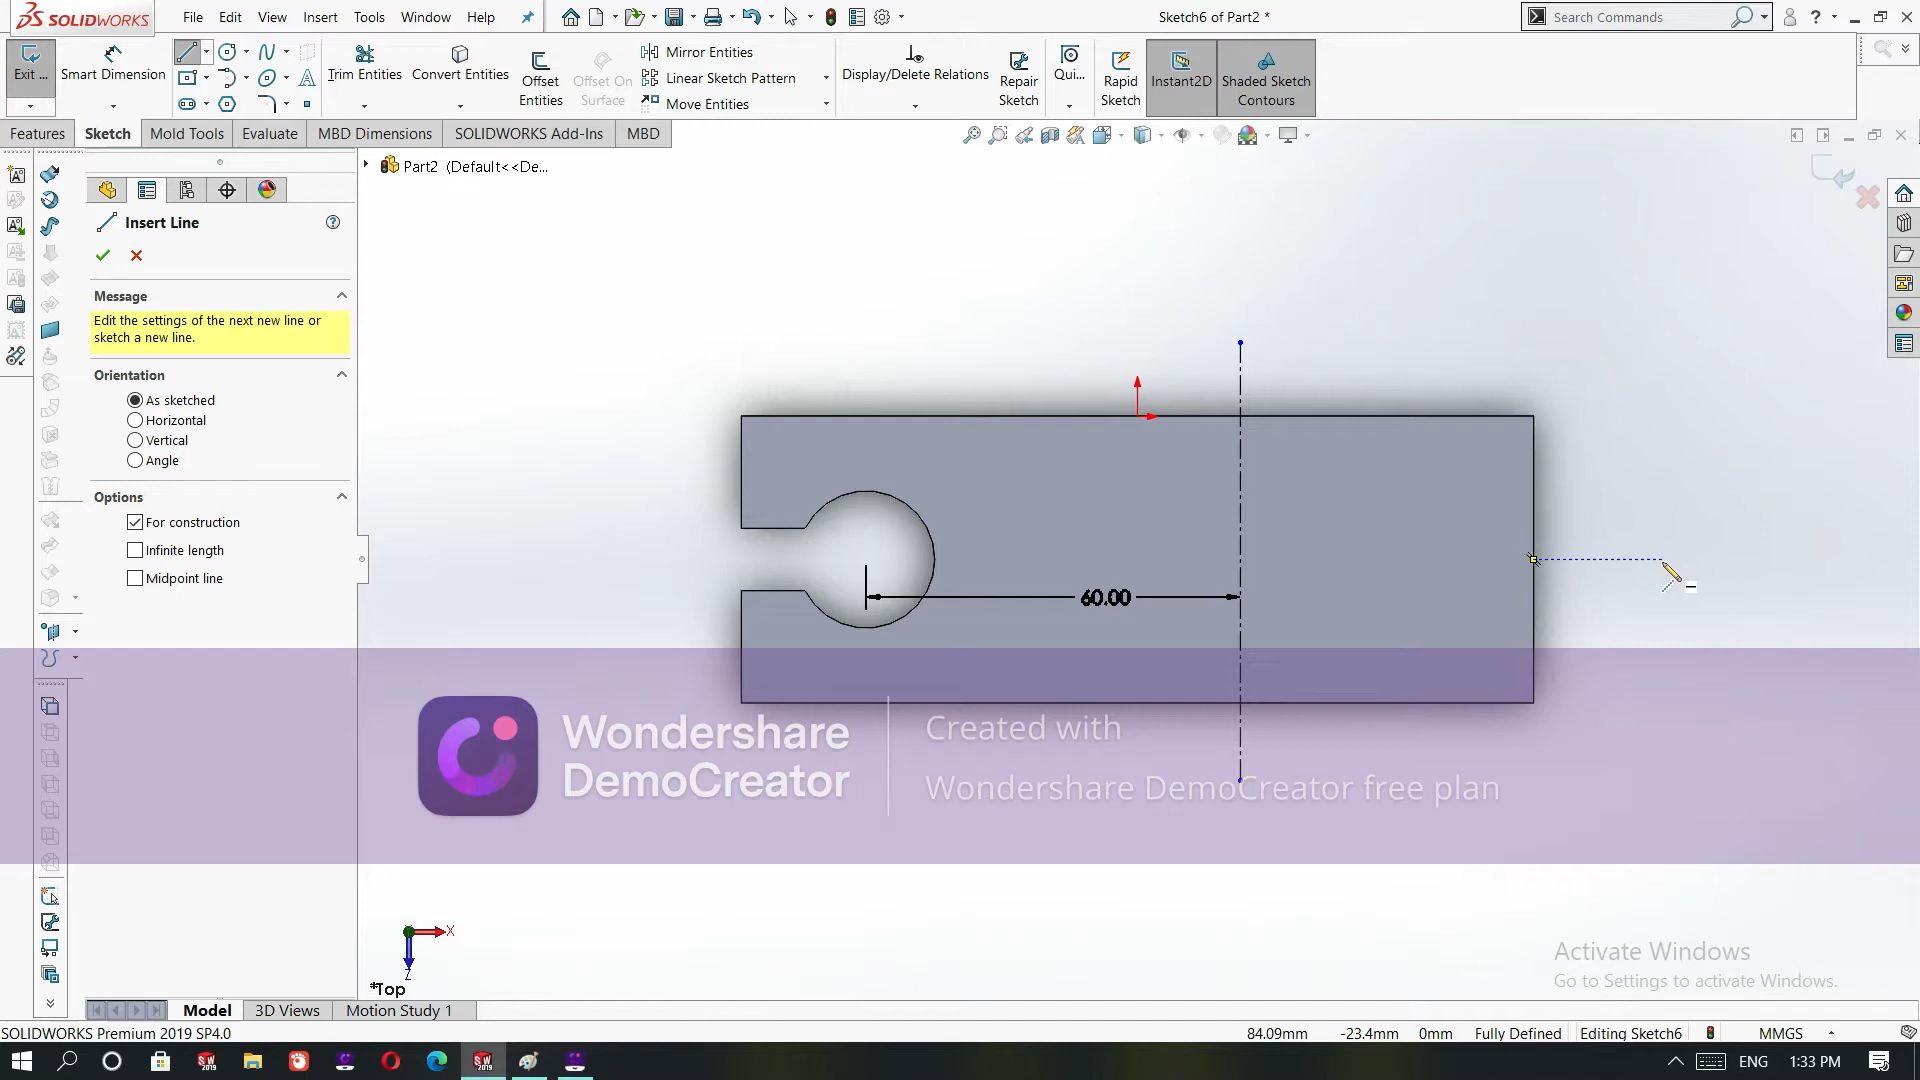 SOLIDWORKS
File Edit View Insert Tools Window Help
Sketch6 of Part2 *
Search Commands
Exit ...
Smart Dimension
Trim Entities
Convert Entities
Offset Entities
Offset On Surface
Mirror Entities
Linear Sketch Pattern
Move Entities
Display/Delete Relations
Repair Sketch
Qui...
Rapid Sketch
Instant2D
Shaded Sketch Contours
Features Sketch Mold Tools Evaluate MBD Dimensions SOLIDWORKS Add-Ins MBD
Part2 (Default<<De...
Insert Line
Message
Edit the settings of the next new line or
sketch a new line.
Orientation
As sketched
Horizontal
Vertical
Angle
Options
For construction
Infinite length
Midpoint line
60.00
Wondershare
DemoCreator
Created with
Wondershare DemoCreator free plan
X
Z
*Top
Activate Windows
Go to Settings to activate Windows.
Model 3D Views Motion Study 1
SOLIDWORKS Premium 2019 SP4.0
84.09mm -23.4mm 0mm Fully Defined Editing Sketch6 MMGS
ENG 1:33 PM